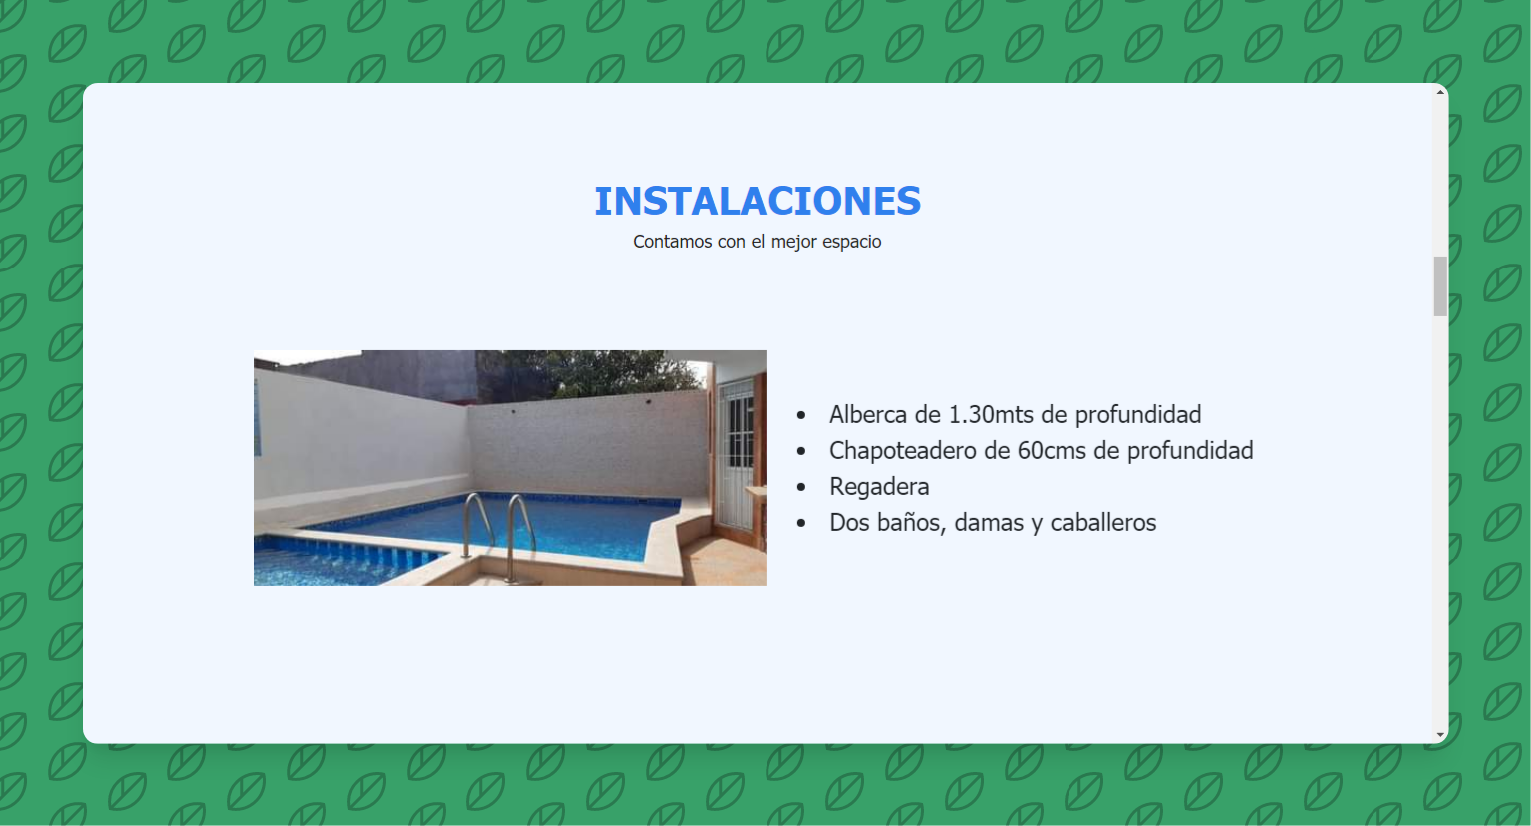 INSTALACIONES
Contamos con el mejor espacio
Alberca de 1.30mts de profundidad
Chapoteadero de 60cms de profundidad
Regadera
Dos baños, damas y caballeros